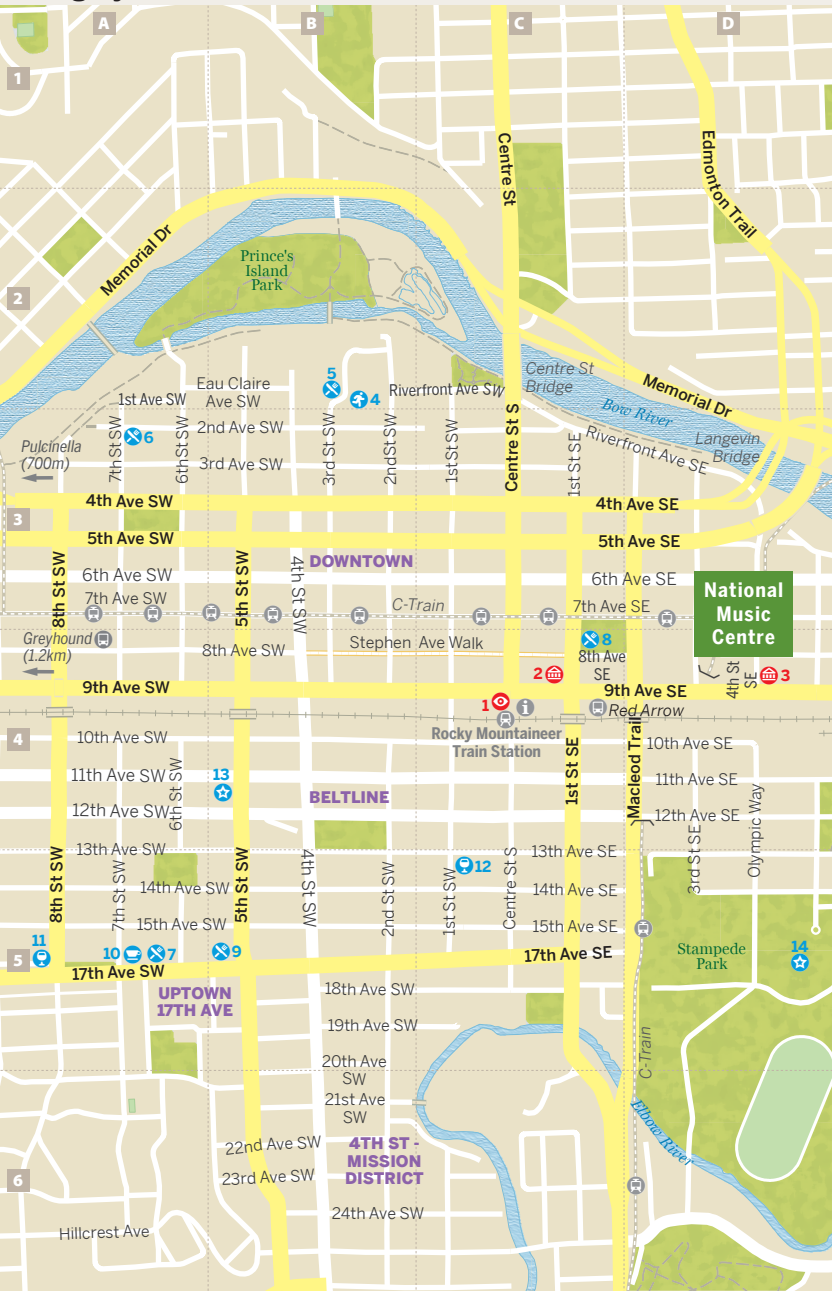 A
B
C
D
1
Centre St
Edmonton Trail
Memorial Dr
Prince's
Island
Park
2
5
4
Eau Claire
Ave SW
Riverfront Ave SW
Centre St
Bridge
Memorial Dr
Bow River
1st Ave SW
6
2nd Ave SW
7th St SW
6th St SW
3rd St SW
2nd St SW
1st St SW
Centre St S
1st St SE
Riverfront Ave SE
Langevin
Bridge
Pulcinella
(700m)
3rd Ave SW
4th Ave SW
4th Ave SE
3
5th Ave SW
5th Ave SE
8th St SW
5th St SW
4th St SW
DOWNTOWN
6th Ave SW
6th Ave SE
7th Ave SW
C-Train
7th Ave SE
National
Music
Centre
Greyhound
(1.2km)
8th Ave SW
Stephen Ave Walk
8
8th Ave
SE
4th St
SE
2
3
9th Ave SW
9th Ave SE
1
Red Arrow
Rocky Mountaineer
Train Station
4
10th Ave SW
10th Ave SE
Macleod Trail
1st St SE
11th Ave SW
6th St SW
13
11th Ave SE
Olympic Way
BELTLINE
12th Ave SW
12th Ave SE
13th Ave SW
13th Ave SE
3rd St SE
8th St SW
7th St SW
5th St SW
4th St SW
2nd St SW
1st St SW
12
Centre St S
14th Ave SW
14th Ave SE
15th Ave SW
15th Ave SE
11
10
7
9
17th Ave SE
Stampede
Park
14
5
17th Ave SW
UPTOWN
17TH AVE
18th Ave SW
19th Ave SW
20th Ave
SW
C-Train
21st Ave
SW
Elbow River
22nd Ave SW
4TH ST -
MISSION
DISTRICT
23rd Ave SW
6
24th Ave SW
Hillcrest Ave